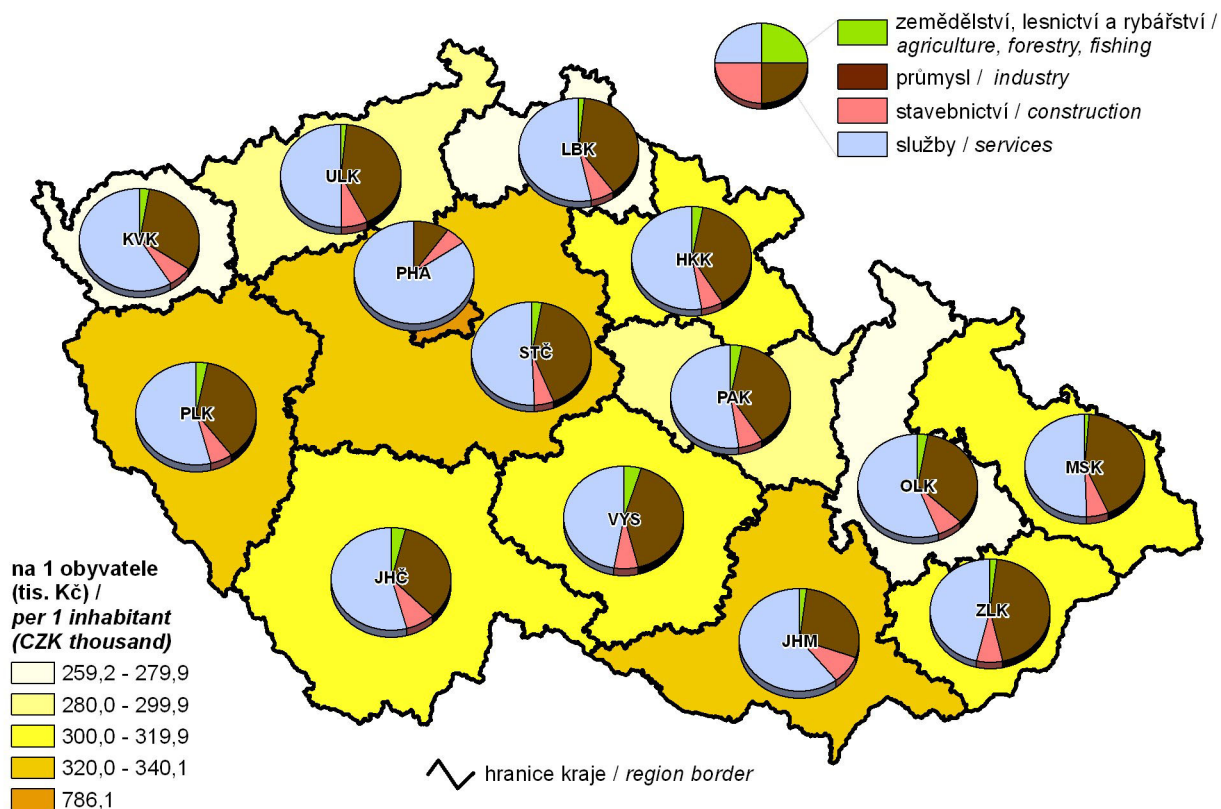 zemědělství, lesnictví a rybářství /
agriculture, forestry, fishing
průmysl / industry
stavebnictví / construction
služby / services
LBK
ULK
KVK
HKK
PHA
STČ
PAK
PLK
MSK
OLK
VYS
JHČ
ZLK
JHM
na 1 obyvatele
(tis. Kč) /
per 1 inhabitant
(CZK thousand)
259,2 - 279,9
280,0 - 299,9
300,0 - 319,9
320,0 - 340,1
786,1
hranice kraje / region border